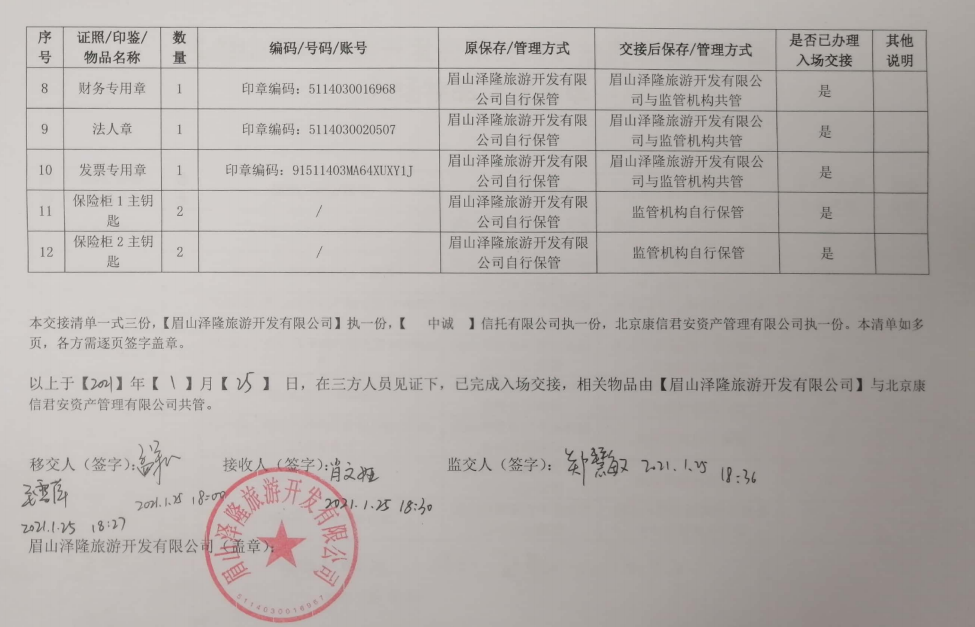 序号 证照/印鉴/物品名称 数量 编码/号码/账号 原保存/管理方式 交接后保存/管理方式 是否已办理入场交接 其他说明
8 财务专用章 1 印章编码：5114030016968 眉山泽隆旅游开发有限公司自行保管 眉山泽隆旅游开发有限公司与监管机构共管 是
9 法人章 1 印章编码：5114030020507 眉山泽隆旅游开发有限公司自行保管 眉山泽隆旅游开发有限公司与监管机构共管 是
10 发票专用章 1 印章编码：91511403MA64XUXY1J 眉山泽隆旅游开发有限公司自行保管 眉山泽隆旅游开发有限公司与监管机构共管 是
11 保险柜1主钥匙 2 / 眉山泽隆旅游开发有限公司自行保管 监管机构自行保管 是
12 保险柜2主钥匙 2 / 眉山泽隆旅游开发有限公司自行保管 监管机构自行保管 是
本交接清单一式三份，【眉山泽隆旅游开发有限公司】执一份，【 中诚 】信托有限公司执一份，北京康信君安资产管理有限公司执一份。本清单如多
页，各方需逐页签字盖章。
以上于【2021】年【1】月【25】日，在三方人员见证下，已完成入场交接，相关物品由【眉山泽隆旅游开发有限公司】与北京康
信君安资产管理有限公司共管。
移交人（签字）： 接收人（签字）：肖文 监交人（签字）： 郑慧敏 2021.1.25
18:36
2021.1.25 18:00 2021.1.25 18:30
2021.1.25 18:27
眉山泽隆旅游开发有限公司（盖章）：
眉山泽隆旅游开发有限公司